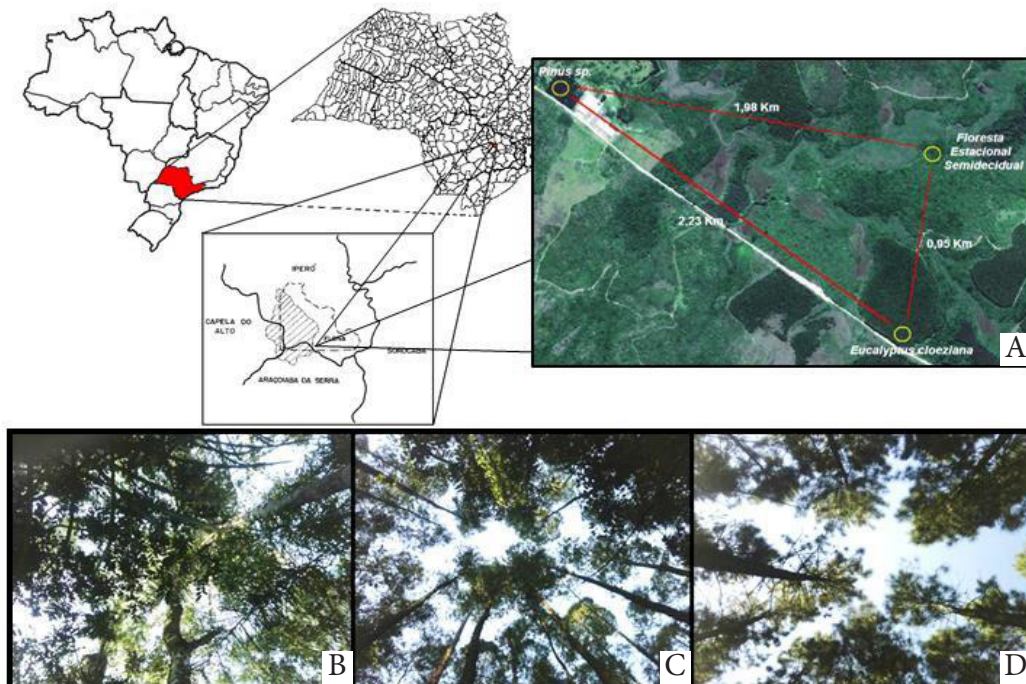 Pinus sp.
1,98 Km
Floresta
Estacional
Semidecidual
2,23 Km
0,95 Km
Eucalyptus cloeziana
A
IPERÓ
CAPELA DO
ALTO
SOROCABA
ARAÇOIABA DA SERRA
B
C
D